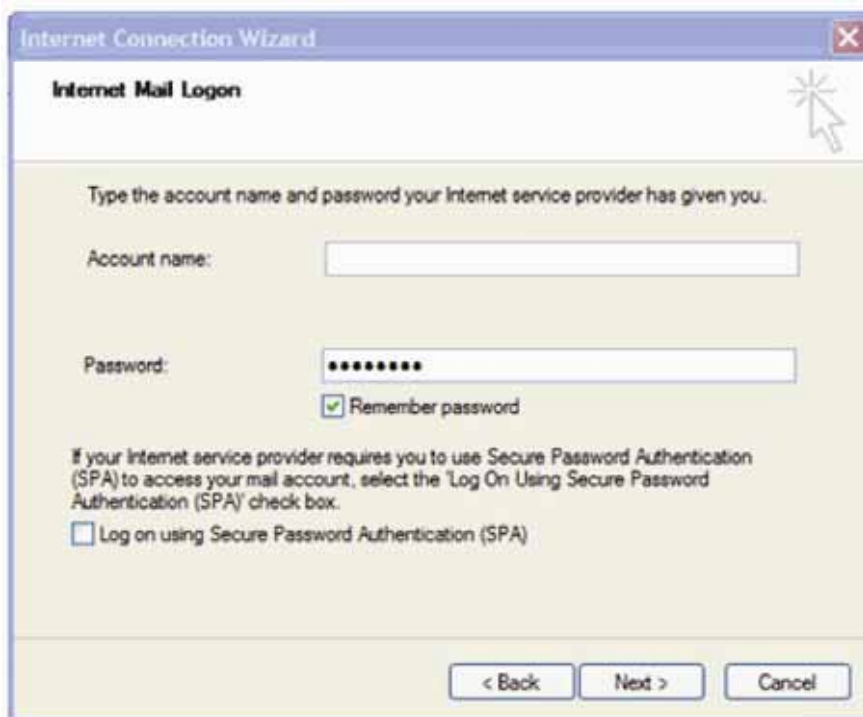 Internet Connection Wizard
Internet Mail Logon
Type the account name and password your Internet service provider has given you.
Account name:
Password: ••••••••
Remember password
If your Internet service provider requires you to use Secure Password Authentication
(SPA) to access your mail account, select the 'Log On Using Secure Password
Authentication (SPA)' check box.
Log on using Secure Password Authentication (SPA)
< Back Next > Cancel